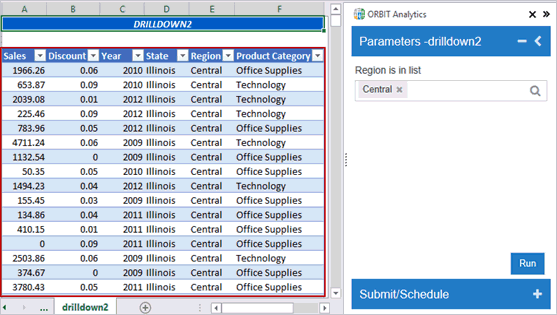 A B C D E F
DRILLDOWN2
Sales Discount Year State Region Product Category
1966.26 0.06 2010 Illinois Central Office Supplies
653.87 0.09 2010 Illinois Central Technology
2039.08 0.01 2012 Illinois Central Technology
225.46 0.09 2012 Illinois Central Technology
783.96 0.05 2012 Illinois Central Office Supplies
4711.24 0.06 2009 Illinois Central Technology
1132.54 0 2009 Illinois Central Office Supplies
50.35 0.05 2010 Illinois Central Office Supplies
1494.23 0.04 2012 Illinois Central Technology
155.45 0.03 2009 Illinois Central Office Supplies
134.86 0.04 2011 Illinois Central Office Supplies
410.15 0.01 2011 Illinois Central Office Supplies
0 0.09 2011 Illinois Central Office Supplies
2503.86 0.06 2009 Illinois Central Technology
374.67 0 2009 Illinois Central Office Supplies
3780.43 0.05 2011 Illinois Central Office Supplies
... drilldown2
ORBIT Analytics
Parameters -drilldown2
Region is in list
Central
Run
Submit/Schedule